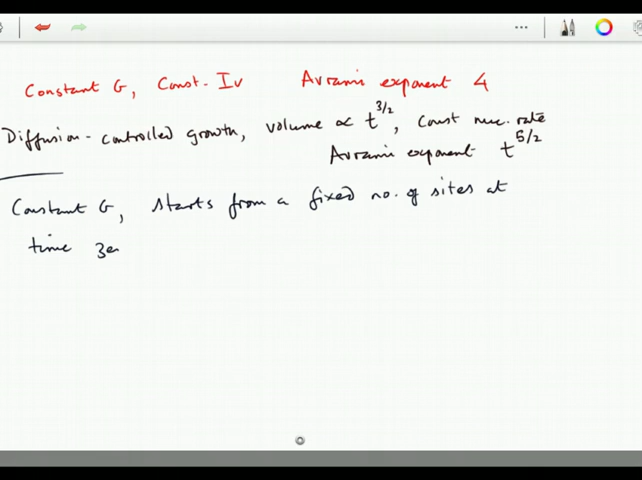 Constant G, Const. Iv Avrami exponent 4
Diffusion-controlled growth, volume ∝ t^3/2, const nuc. rate
Avrami exponent t^5/2
Constant G, starts from a fixed no. of sites at
time ze